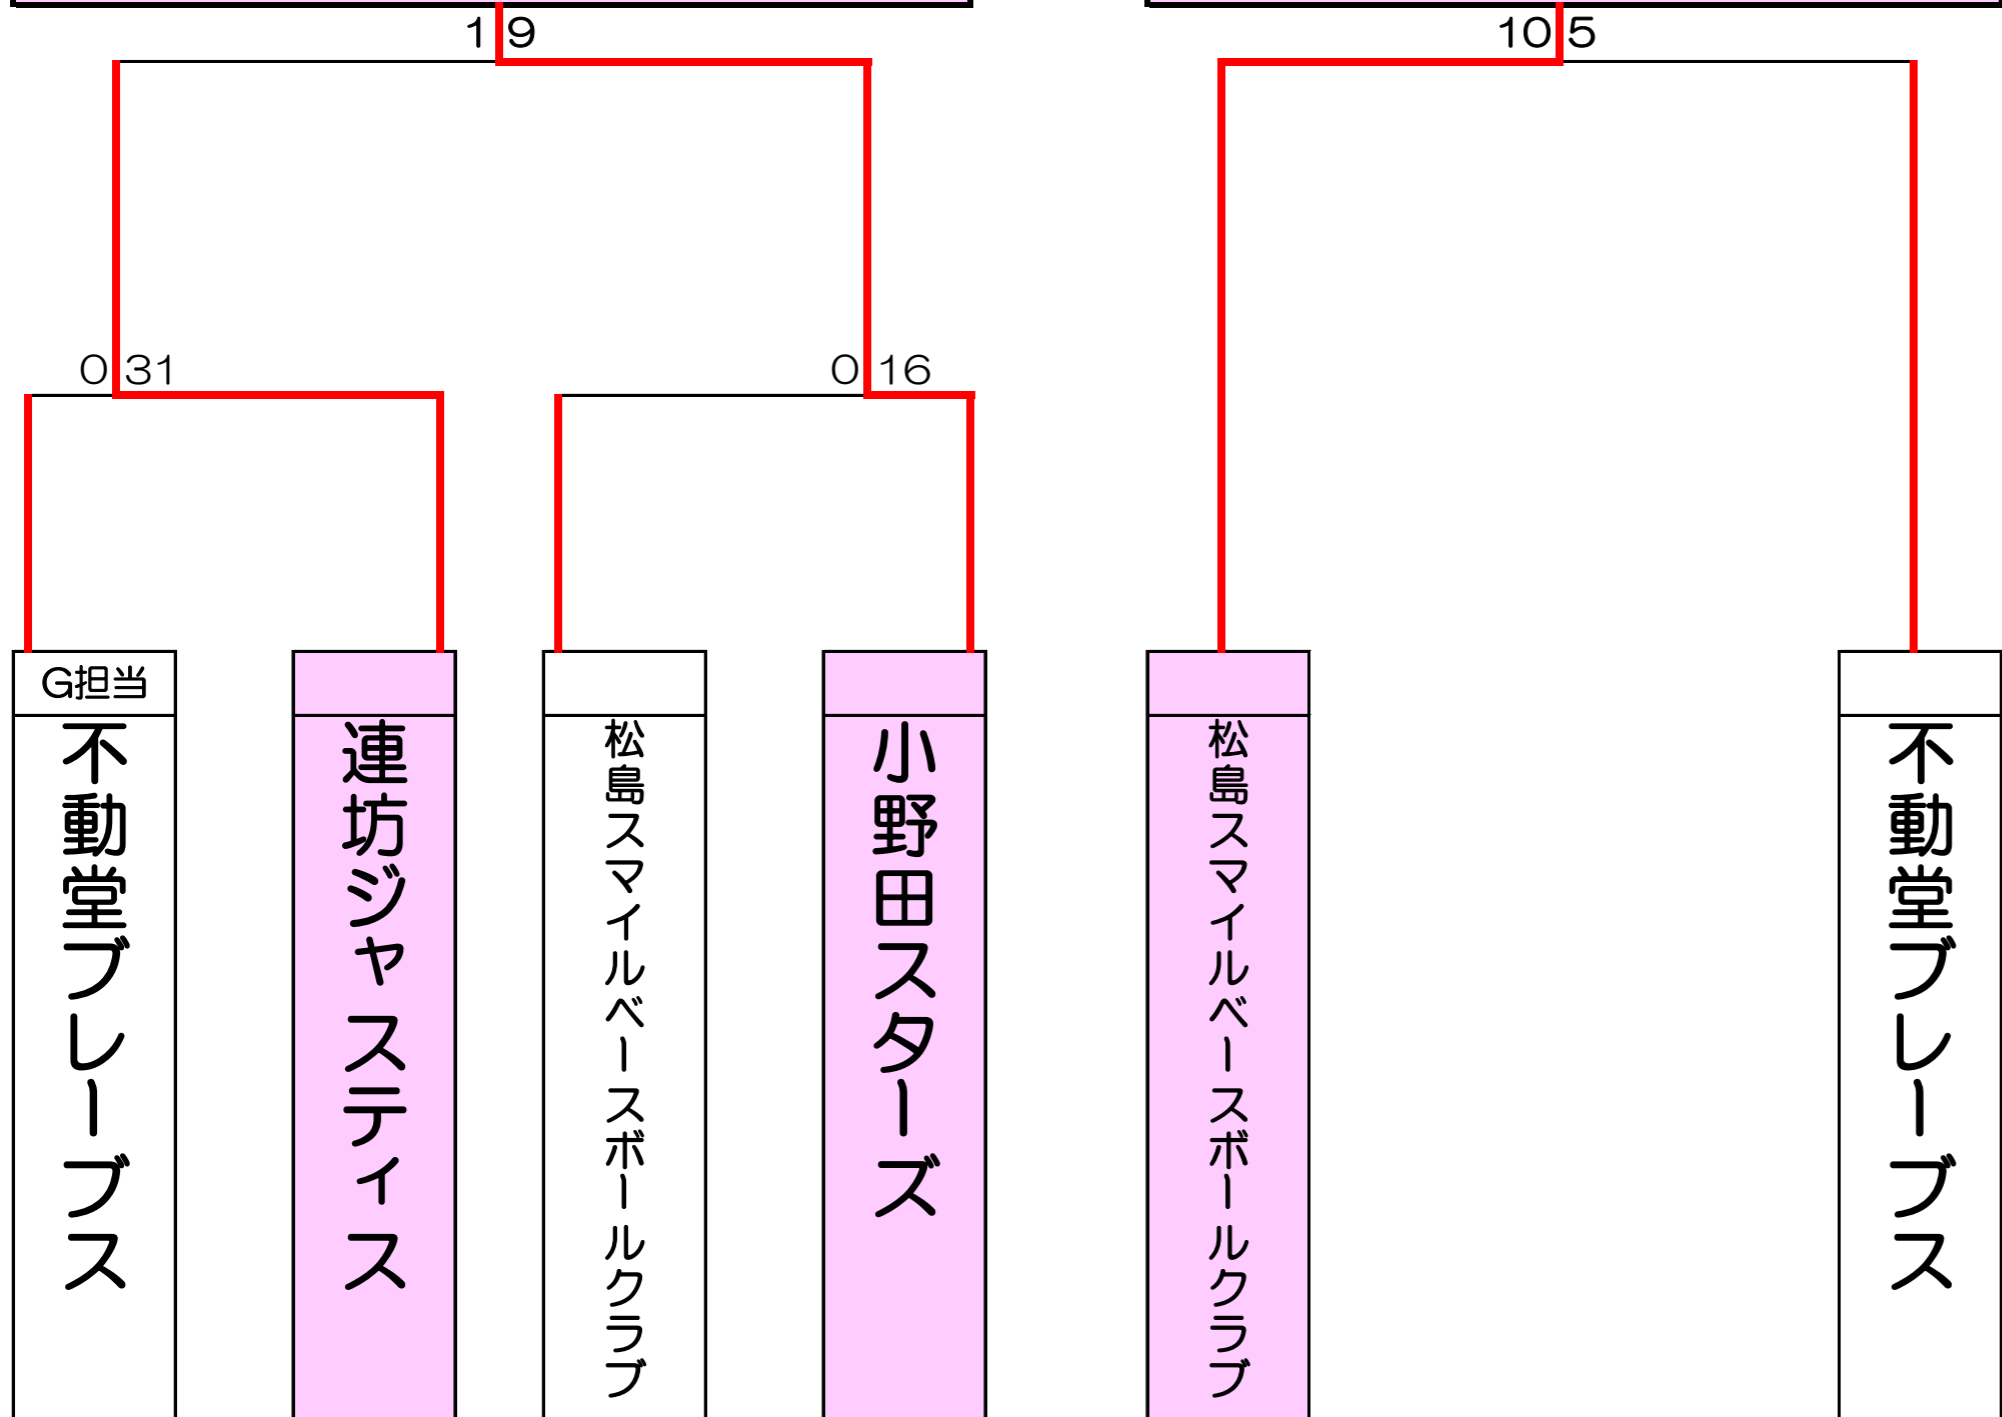 1 9
10 5
0 31
0 16
G担当
不動堂ブレーブス
連坊ジャスティス
松島スマイルベースボールクラブ
小野田スターズ
松島スマイルベースボールクラブ
不動堂ブレーブス